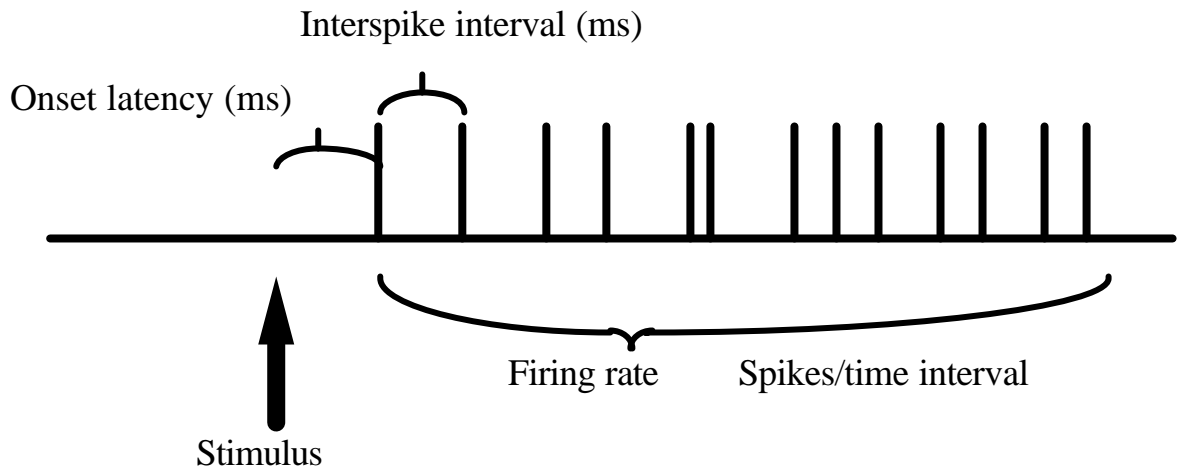 Interspike interval (ms)
Onset latency (ms)
Firing rate Spikes/time interval
Stimulus